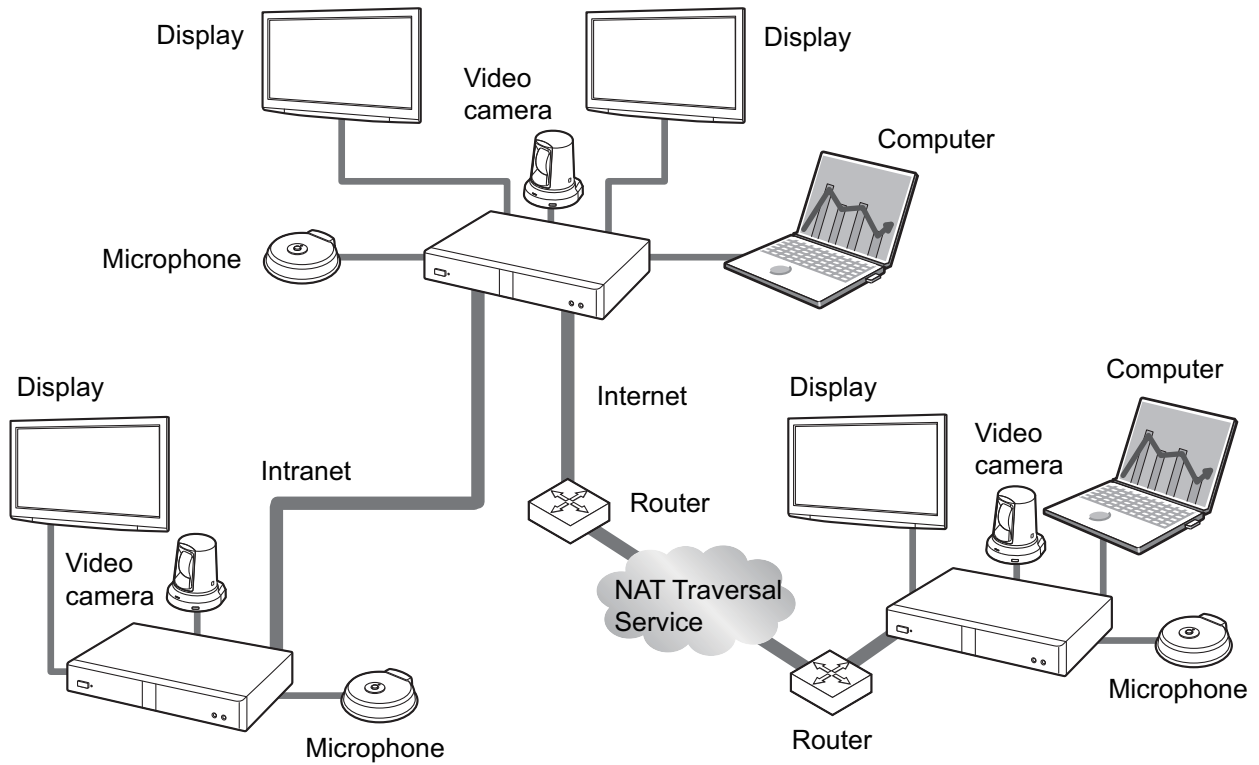 Display
Display
Video
camera
Computer
Microphone
Display
Internet
Display
Computer
Video
camera
Intranet
Router
Video
camera
NAT Traversal
Service
Microphone
Router
Microphone